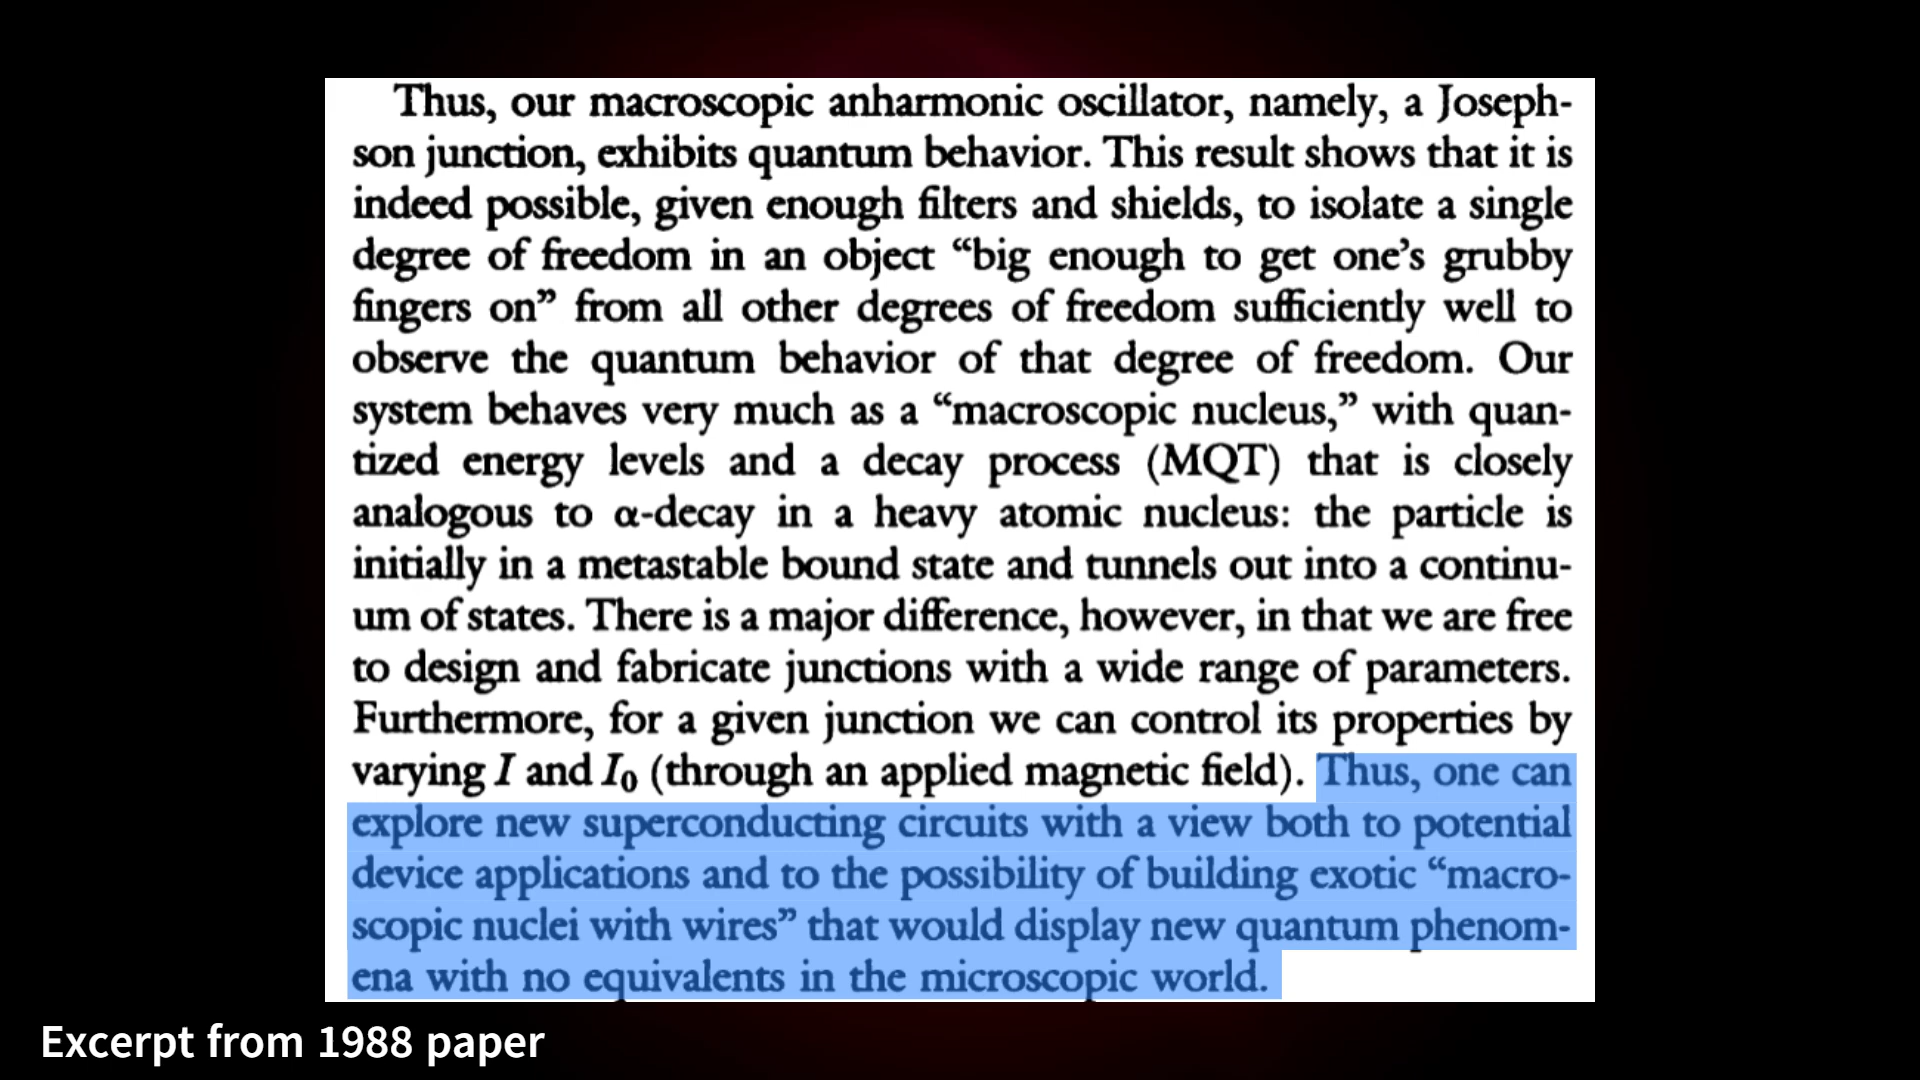 Thus, our macroscopic anharmonic oscillator, namely, a Joseph-
son junction, exhibits quantum behavior. This result shows that it is
indeed possible, given enough filters and shields, to isolate a single
degree of freedom in an object “big enough to get one’s grubby
fingers on” from all other degrees of freedom sufficiently well to
observe the quantum behavior of that degree of freedom. Our
system behaves very much as a “macroscopic nucleus,” with quan-
tized energy levels and a decay process (MQT) that is closely
analogous to α-decay in a heavy atomic nucleus: the particle is
initially in a metastable bound state and tunnels out into a continu-
um of states. There is a major difference, however, in that we are free
to design and fabricate junctions with a wide range of parameters.
Furthermore, for a given junction we can control its properties by
varying I and I₀ (through an applied magnetic field). Thus, one can
explore new superconducting circuits with a view both to potential
device applications and to the possibility of building exotic “macro-
scopic nuclei with wires” that would display new quantum phenom-
ena with no equivalents in the microscopic world.
Excerpt from 1988 paper